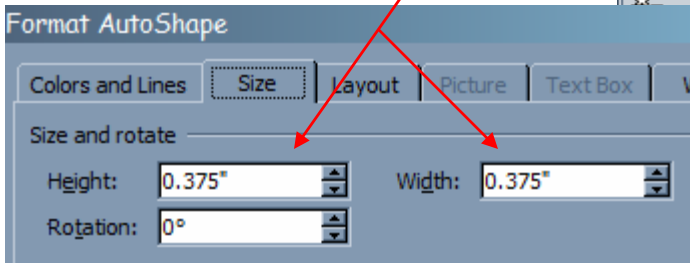 Format AutoShape
Colors and Lines Size Layout Picture Text Box
Size and rotate
Height: 0.375" Width: 0.375"
Rotation: 0°